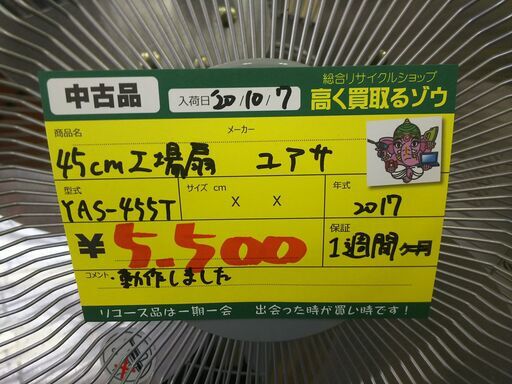 中古品
入荷日 '20/10/7
総合リサイクルショップ
高く買取るゾウ
商品名
メーカー
45cm工場扇 ユアサ
型式
サイズ cm
年式
YAS-455T
X X
2017
¥5.500
保証
1週間ヶ月
コメント
・動作しました
リユース品は一期一会 出会った時が買い時です!